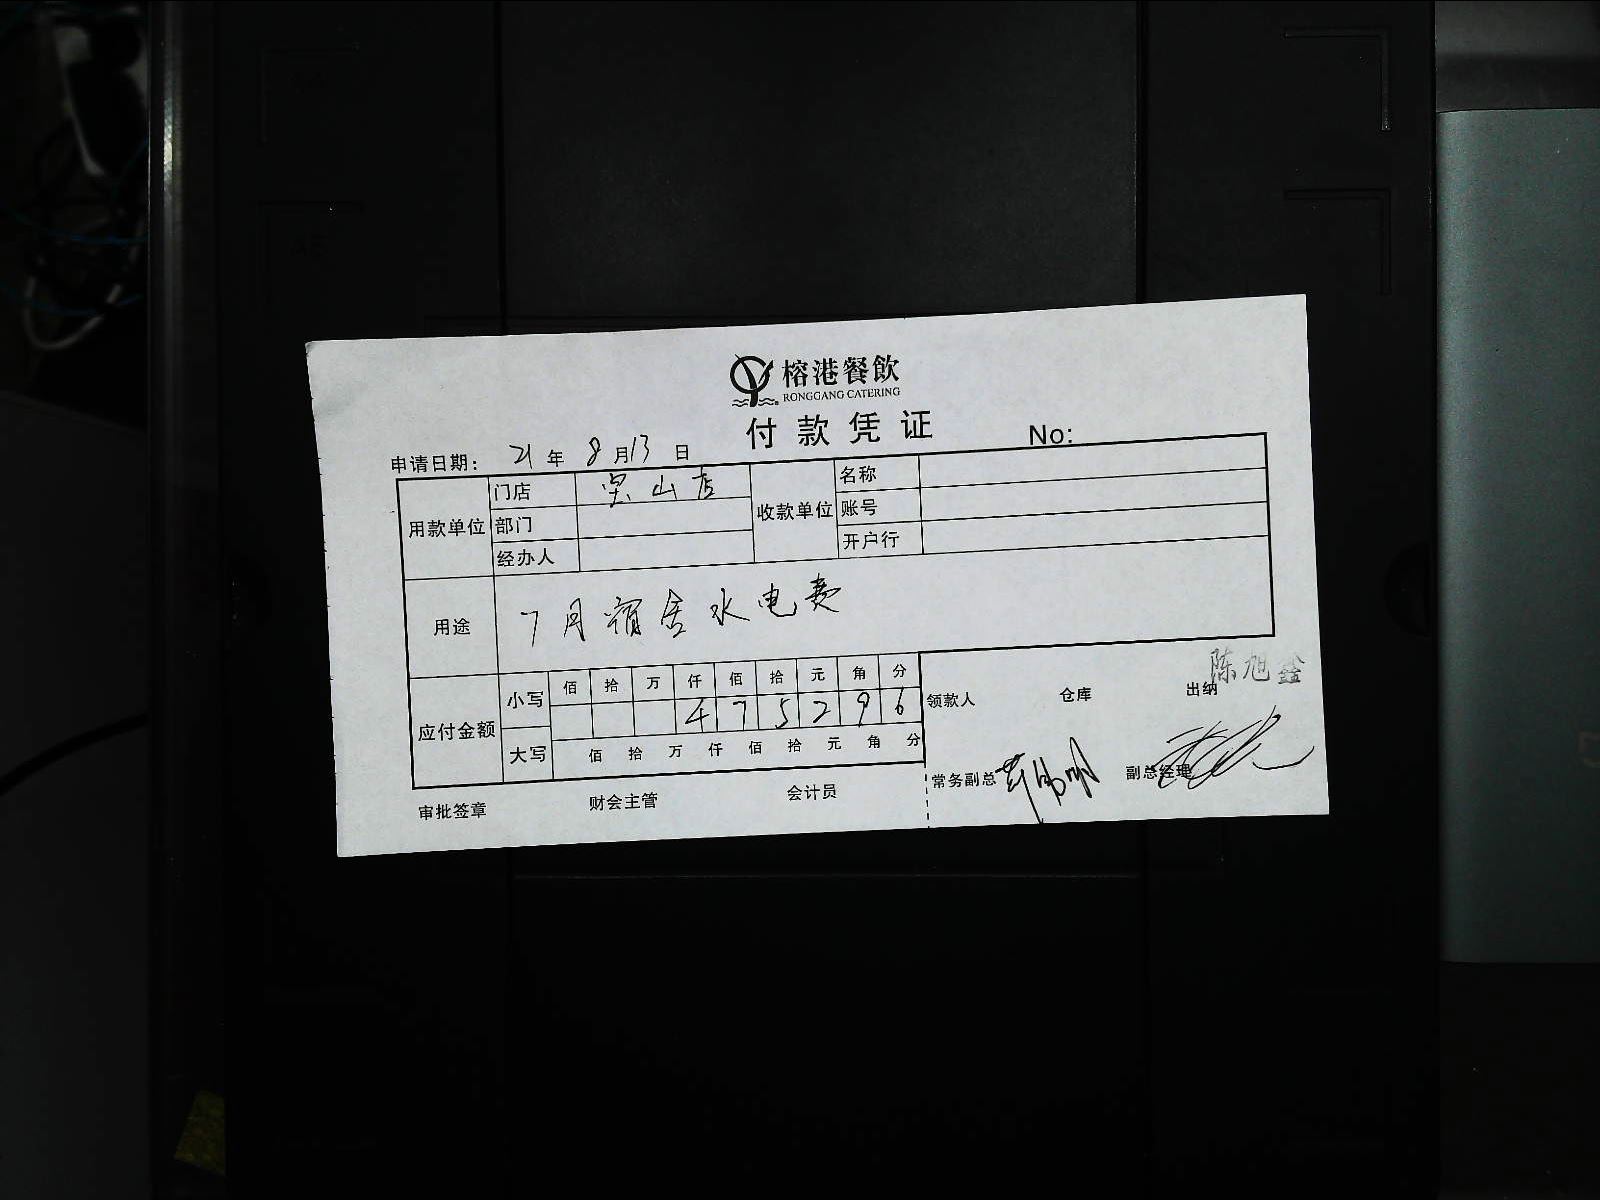 榕港餐飲
RONGGANG CATERING
付款凭证
No:
申请日期: 21 年 8 月 13 日
用款单位 门店 宝山店 收款单位 名称
部门 账号
经办人 开户行
用途 7月宿舍水电费
应付金额 小写 佰 拾 万 仟 佰 拾 元 角 分
4 7 5 2 9 6
大写 佰 拾 万 仟 佰 拾 元 角 分
领款人 仓库 出纳 陈旭鑫
常务副总 副总经理
审批签章 财会主管 会计员